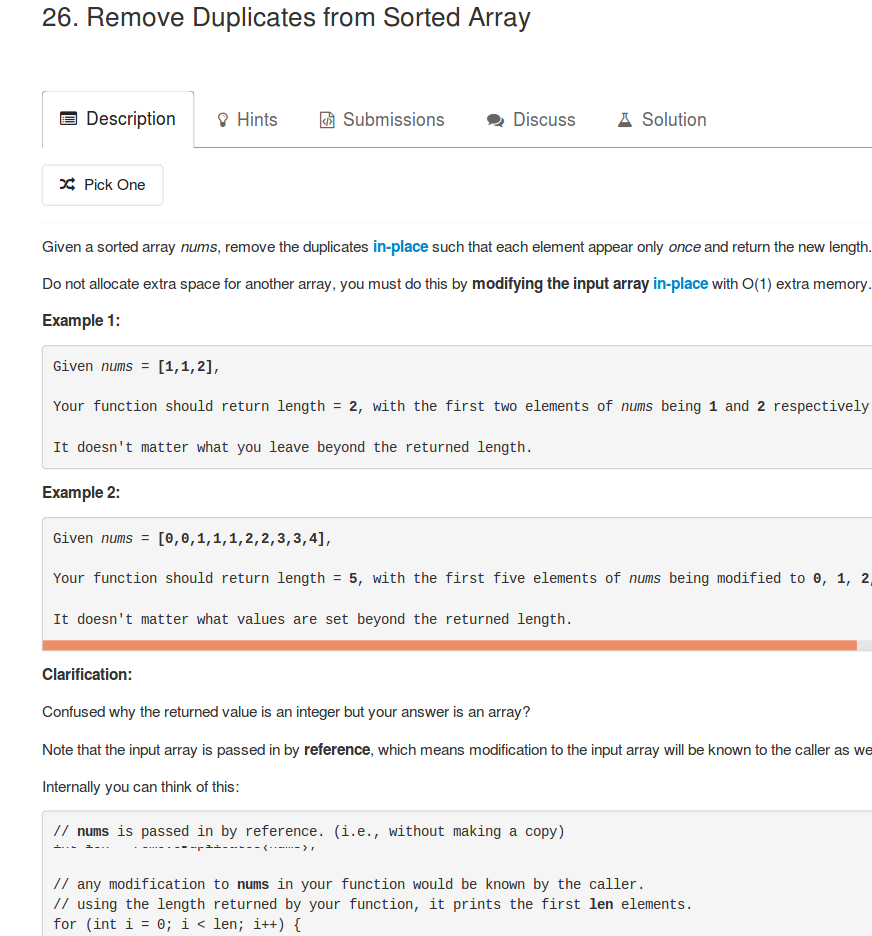 26. Remove Duplicates from Sorted Array
Description
Hints
Submissions
Discuss
Solution
Pick One
Given a sorted array nums, remove the duplicates in-place such that each element appear only once and return the new length.
Do not allocate extra space for another array, you must do this by modifying the input array in-place with O(1) extra memory.
Example 1:
Given nums = [1,1,2],
Your function should return length = 2, with the first two elements of nums being 1 and 2 respectively
It doesn't matter what you leave beyond the returned length.
Example 2:
Given nums = [0,0,1,1,1,2,2,3,3,4],
Your function should return length = 5, with the first five elements of nums being modified to 0, 1, 2,
It doesn't matter what values are set beyond the returned length.
Clarification:
Confused why the returned value is an integer but your answer is an array?
Note that the input array is passed in by reference, which means modification to the input array will be known to the caller as we
Internally you can think of this:
// nums is passed in by reference. (i.e., without making a copy)
// any modification to nums in your function would be known by the caller.
// using the length returned by your function, it prints the first len elements.
for (int i = 0; i < len; i++) {